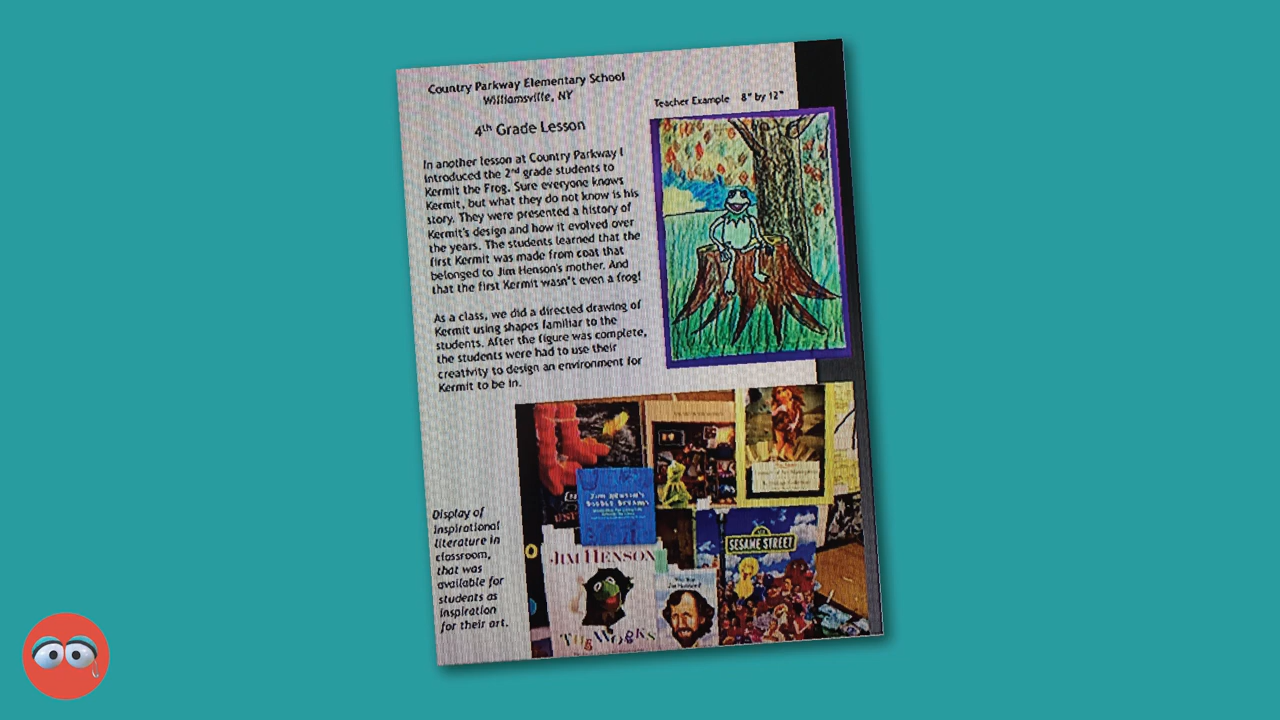 Country Parkway Elementary School
Williamsville, NY
4th Grade Lesson
Teacher Example 8" by 12"
In another lesson at Country Parkway I
introduced the 2nd grade students to
Kermit the Frog. Sure everyone knows
Kermit, but what they do not know is his
story. They were presented a history of
Kermit's design and how it evolved over
the years. The students learned that the
first Kermit was made from coat that
belonged to Jim Henson's mother. And
that the first Kermit wasn't even a frog!
As a class, we did a directed drawing of
Kermit using shapes familiar to the
students. After the figure was complete,
the students were had to use their
creativity to design an environment for
Kermit to be in.
Display of
inspirational
literature in
classroom,
that was
available for
students as
inspiration
for their art.
JIM HENSON'S
DOODLE DREAMS
JIM HENSON
THE WORKS
Who Was
Jim Henson?
SESAME STREET